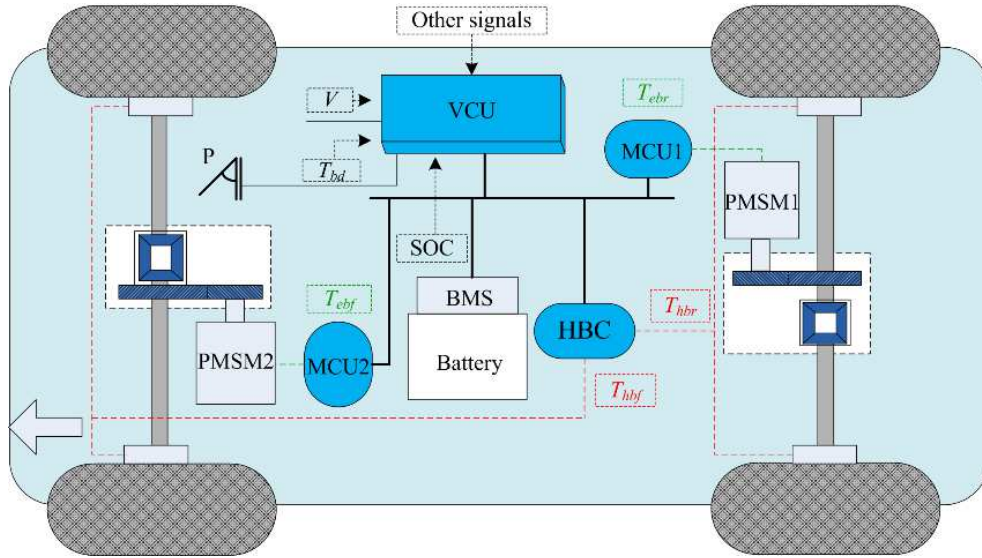 Other signals
V
VCU
T_ebr
MCU1
P
T_bd
PMSM1
SOC
BMS
T_ebf
T_hbr
HBC
PMSM2
MCU2
Battery
T_hbf